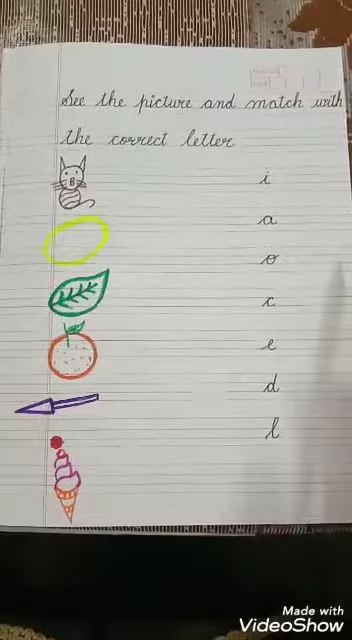 See the picture and match with
the correct letter
i
a
o
c
e
d
l
Made with
VideoShow